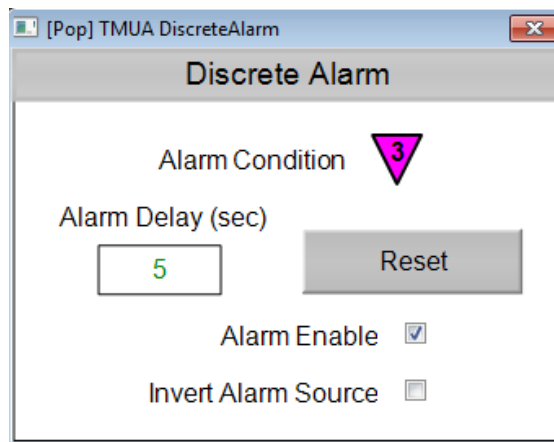 [Pop] TMUA DiscreteAlarm
Discrete Alarm
Alarm Condition 3
Alarm Delay (sec)
5 Reset
Alarm Enable
Invert Alarm Source